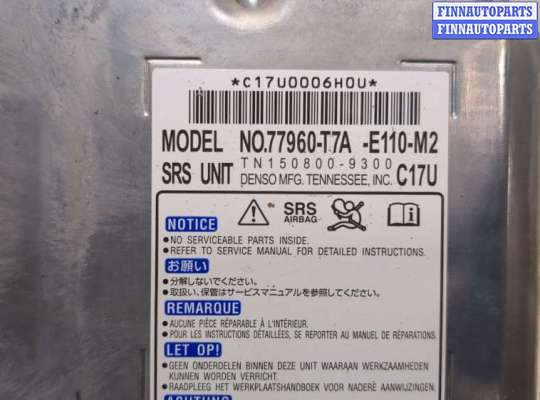 FINNAUTOPARTS
FINNAUTOPARTS
*C17U0006H0U*
MODEL NO.77960-T7A -E110-M2
TN150800-9300
SRS UNIT DENSO MFG. TENNESSEE, INC. C17U
NOTICE
SRS AIRBAG
●NO SERVICEABLE PARTS INSIDE.
●REFER TO SERVICE MANUAL FOR DETAILED INSTRUCTIONS.
お願い
●分解しないでください。
●取扱い、保管はサービスマニュアルを参照してください。
REMARQUE
●AUCUNE PIÈCE RÉPARABLE À L'INTÉRIEUR.
●POUR LES INSTRUCTIONS DÉTAILLÉES, SE REPORTER AU MANUEL DE RÉPARATIONS.
LET OP!
●GEEN ONDERDELEN BINNEN DEZE UNIT WAARAAN WERKZAAMHEDEN
KUNNEN WORDEN VERRICHT.
●RAADPLEEG HET WERKPLAATSHANDBOEK VOOR NADERE AANWIJZINGEN.
ACHTUNG